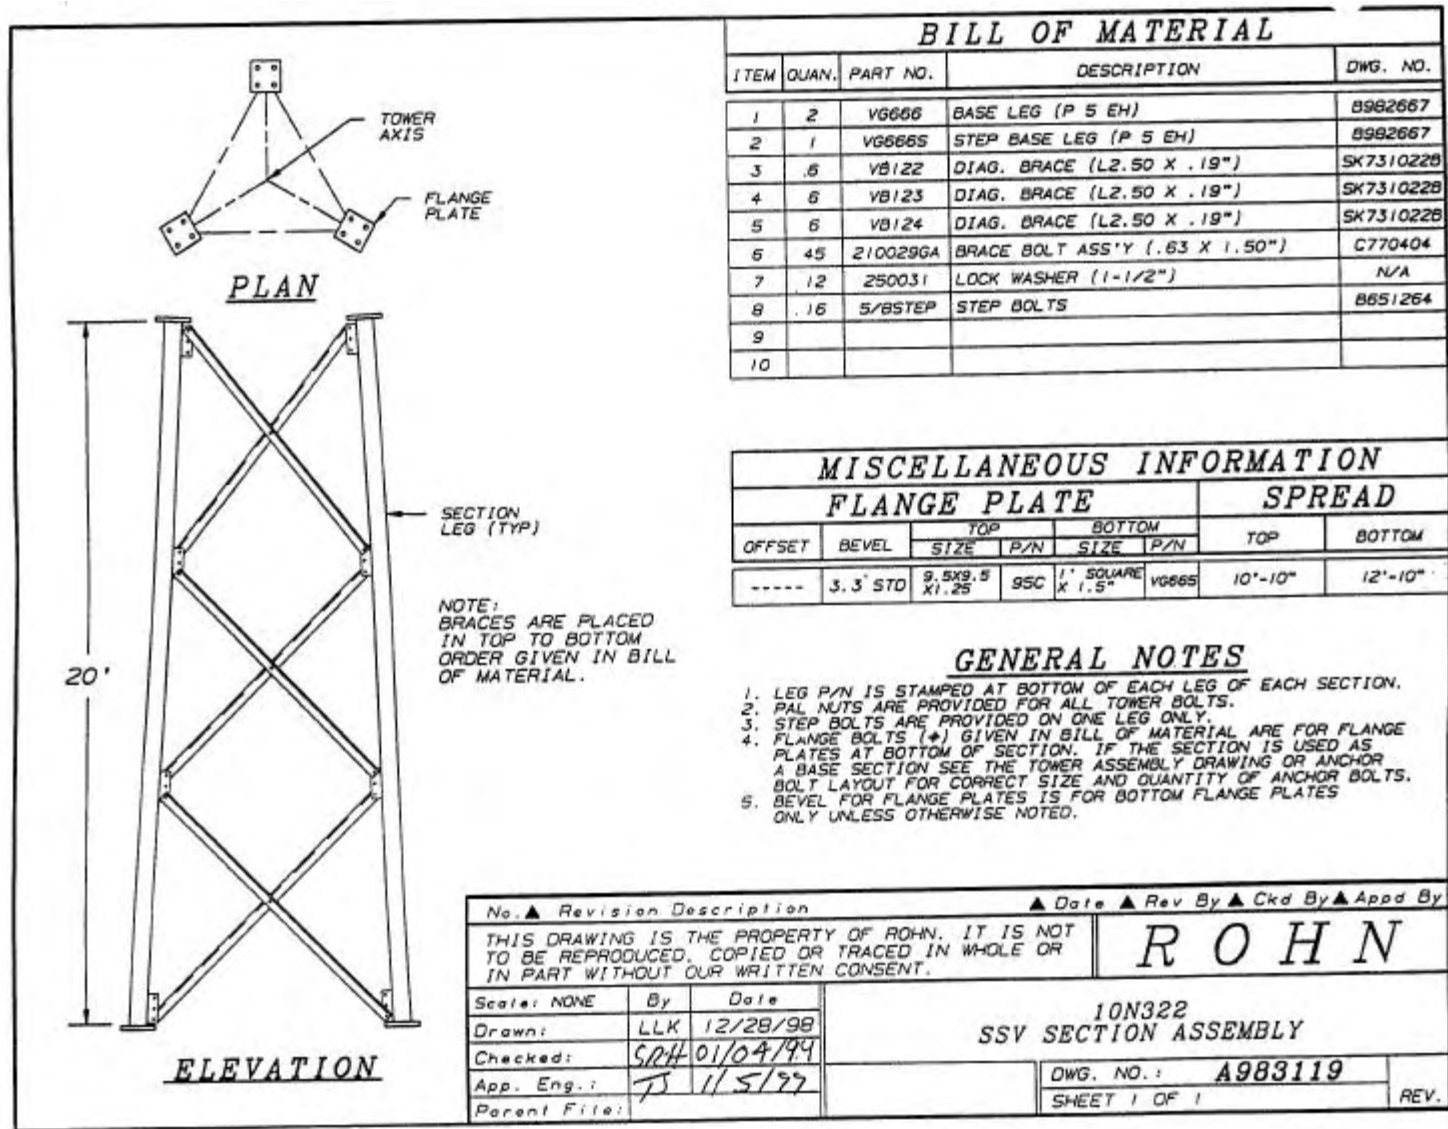 BILL OF MATERIAL
ITEM QUAN. PART NO. DESCRIPTION DWG. NO.
1 2 VG666 BASE LEG (P 5 EH) B982667
2 1 VG666S STEP BASE LEG (P 5 EH) B982667
3 .6 VB122 DIAG. BRACE (L2.50 X .19") SK731022B
4 6 VB123 DIAG. BRACE (L2.50 X .19") SK731022B
5 6 VB124 DIAG. BRACE (L2.50 X .19") SK731022B
6 45 210029GA BRACE BOLT ASS'Y (.63 X 1.50") C770404
7 12 250031 LOCK WASHER (1-1/2") N/A
8 16 5/8STEP STEP BOLTS B651264
9
10
TOWER
AXIS
FLANGE
PLATE
PLAN
SECTION
LEG (TYP)
NOTE:
BRACES ARE PLACED
IN TOP TO BOTTOM
ORDER GIVEN IN BILL
OF MATERIAL.
20'
ELEVATION
MISCELLANEOUS INFORMATION
FLANGE PLATE SPREAD
OFFSET BEVEL TOP BOTTOM TOP BOTTOM
SIZE P/N SIZE P/N
----- 3.3° STD 9.5X9.5 95C 1' SQUARE VG665 10'-10" 12'-10"
X1.25 X 1.5"
GENERAL NOTES
1. LEG P/N IS STAMPED AT BOTTOM OF EACH LEG OF EACH SECTION.
2. PAL NUTS ARE PROVIDED FOR ALL TOWER BOLTS.
3. STEP BOLTS ARE PROVIDED ON ONE LEG ONLY.
4. FLANGE BOLTS (+) GIVEN IN BILL OF MATERIAL ARE FOR FLANGE
PLATES AT BOTTOM OF SECTION. IF THE SECTION IS USED AS
A BASE SECTION SEE THE TOWER ASSEMBLY DRAWING OR ANCHOR
BOLT LAYOUT FOR CORRECT SIZE AND QUANTITY OF ANCHOR BOLTS.
5. BEVEL FOR FLANGE PLATES IS FOR BOTTOM FLANGE PLATES
ONLY UNLESS OTHERWISE NOTED.
No.▲ Revision Description ▲ Date ▲ Rev By ▲ Ckd By ▲ Appd By
THIS DRAWING IS THE PROPERTY OF ROHN. IT IS NOT
TO BE REPRODUCED, COPIED OR TRACED IN WHOLE OR
IN PART WITHOUT OUR WRITTEN CONSENT.
ROHN
Scale: NONE By Date
Drawn: LLK 12/28/98
Checked: SRH 01/04/99
App. Eng.: TJ 1/5/99
Parent File:
10N322
SSV SECTION ASSEMBLY
DWG. NO.: A983119
SHEET 1 OF 1
REV.